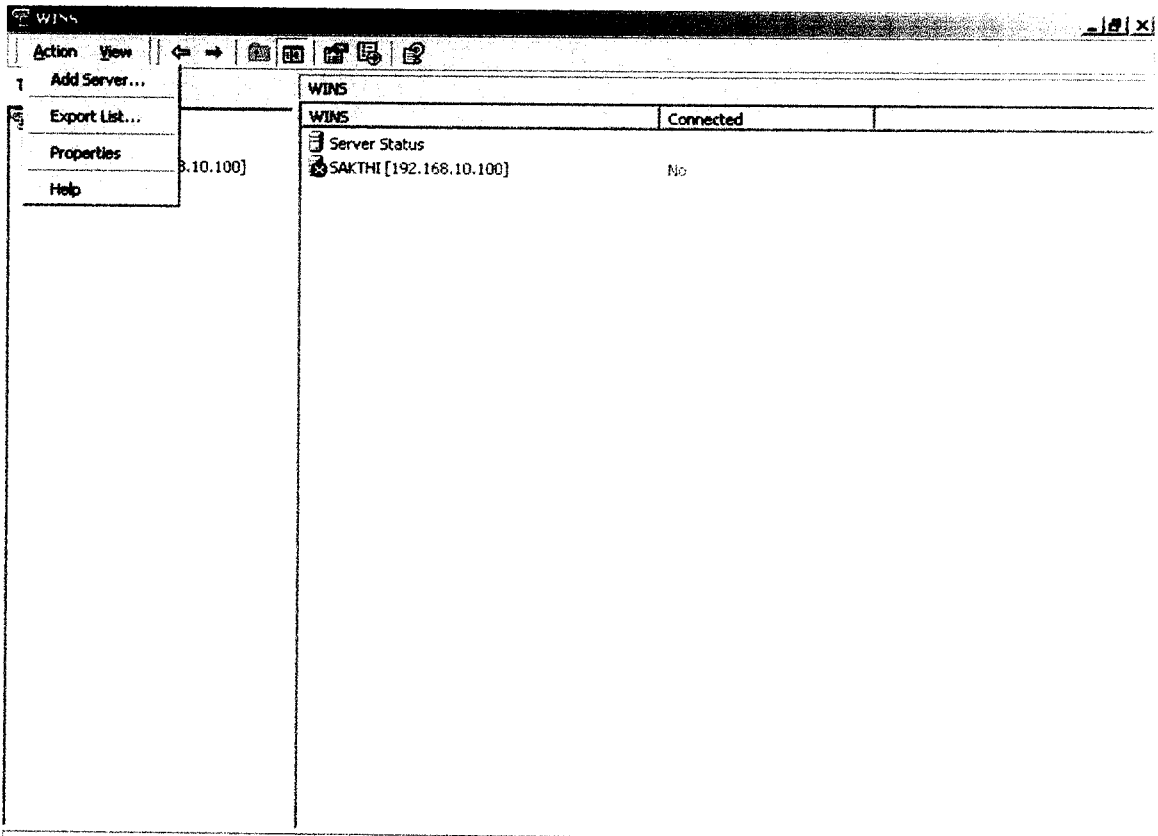 WINS
Action View
Add Server...
Export List...
Properties
Help
T
3.10.100]
WINS
WINS Connected
Server Status
SAKTHI [192.168.10.100] No